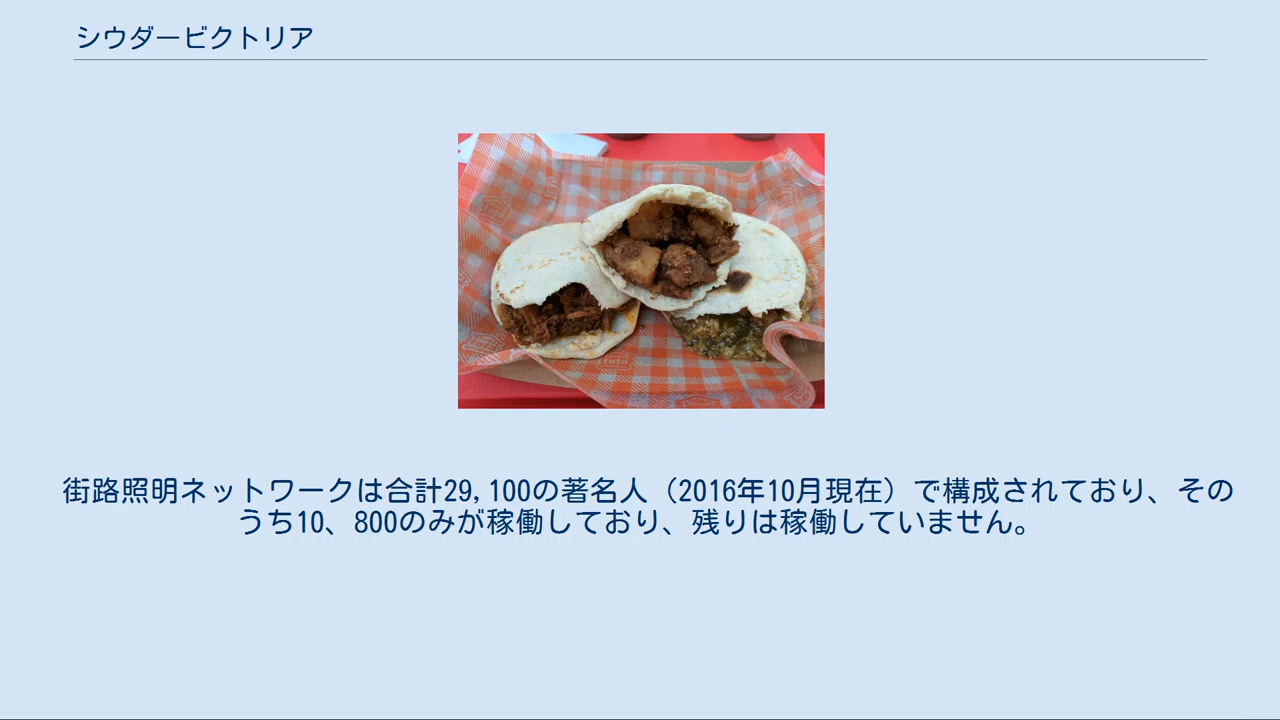 シウダービクトリア
街路照明ネットワークは合計29,100の著名人（2016年10月現在）で構成されており、その
うち10、800のみが稼働しており、残りは稼働していません。